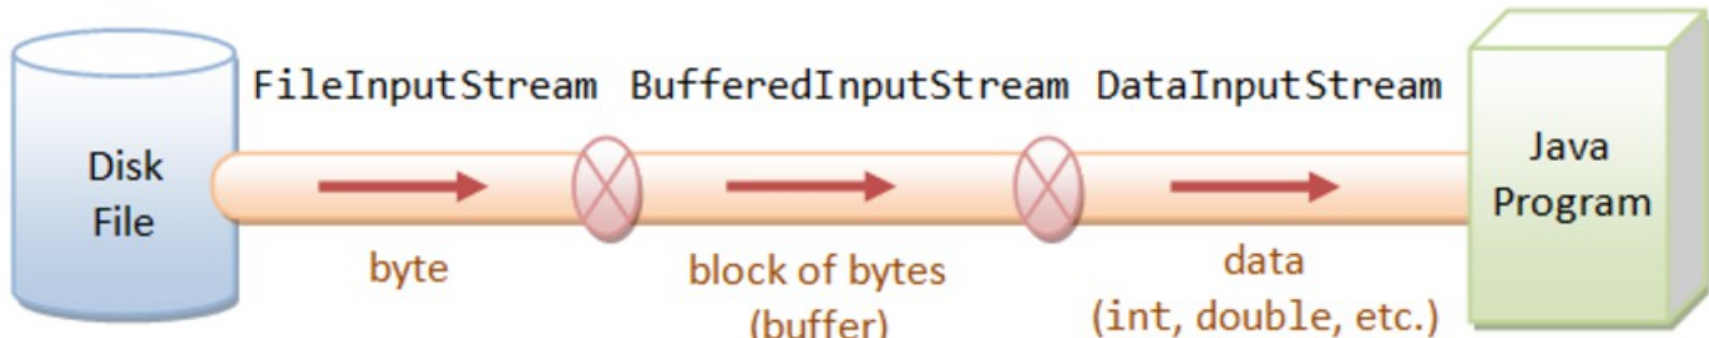 Disk
File
FileInputStream
BufferedInputStream
DataInputStream
byte
block of bytes
(buffer)
data
(int, double, etc.)
Java
Program